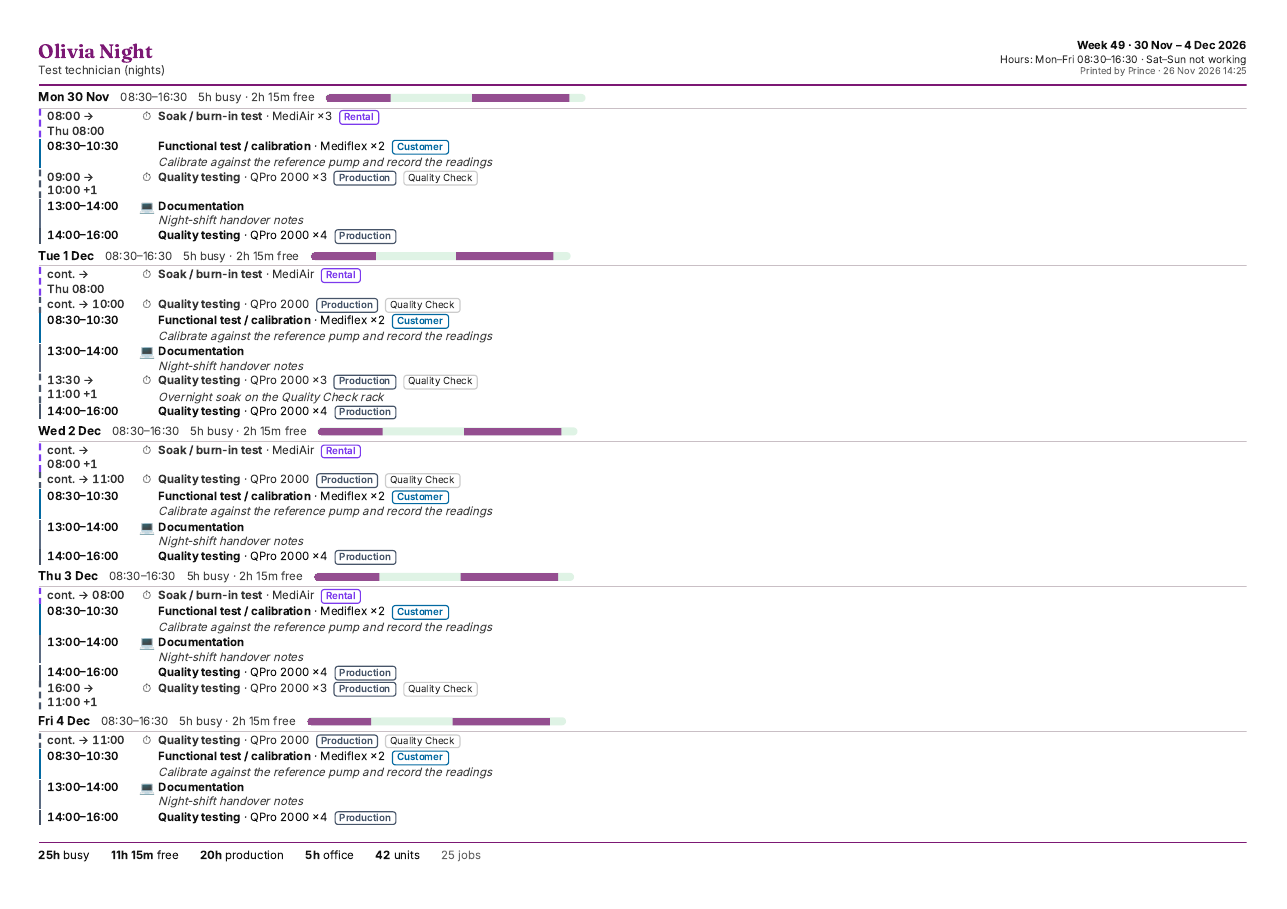 Olivia Night
Test technician (nights)
Week 49 · 30 Nov – 4 Dec 2026
Hours: Mon–Fri 08:30–16:30 · Sat–Sun not working
Printed by Prince · 26 Nov 2026 14:25
Mon 30 Nov 08:30–16:30 5h busy · 2h 15m free
08:00 → Soak / burn-in test · MediAir ×3 Rental
Thu 08:00
08:30–10:30 Functional test / calibration · Mediflex ×2 Customer
Calibrate against the reference pump and record the readings
09:00 → Quality testing · QPro 2000 ×3 Production Quality Check
10:00 +1
13:00–14:00 Documentation
Night-shift handover notes
14:00–16:00 Quality testing · QPro 2000 ×4 Production
Tue 1 Dec 08:30–16:30 5h busy · 2h 15m free
cont. → Soak / burn-in test · MediAir Rental
Thu 08:00
cont. → 10:00 Quality testing · QPro 2000 Production Quality Check
08:30–10:30 Functional test / calibration · Mediflex ×2 Customer
Calibrate against the reference pump and record the readings
13:00–14:00 Documentation
Night-shift handover notes
13:30 → Quality testing · QPro 2000 ×3 Production Quality Check
11:00 +1 Overnight soak on the Quality Check rack
14:00–16:00 Quality testing · QPro 2000 ×4 Production
Wed 2 Dec 08:30–16:30 5h busy · 2h 15m free
cont. → Soak / burn-in test · MediAir Rental
08:00 +1
cont. → 11:00 Quality testing · QPro 2000 Production Quality Check
08:30–10:30 Functional test / calibration · Mediflex ×2 Customer
Calibrate against the reference pump and record the readings
13:00–14:00 Documentation
Night-shift handover notes
14:00–16:00 Quality testing · QPro 2000 ×4 Production
Thu 3 Dec 08:30–16:30 5h busy · 2h 15m free
cont. → 08:00 Soak / burn-in test · MediAir Rental
08:30–10:30 Functional test / calibration · Mediflex ×2 Customer
Calibrate against the reference pump and record the readings
13:00–14:00 Documentation
Night-shift handover notes
14:00–16:00 Quality testing · QPro 2000 ×4 Production
16:00 → Quality testing · QPro 2000 ×3 Production Quality Check
11:00 +1
Fri 4 Dec 08:30–16:30 5h busy · 2h 15m free
cont. → 11:00 Quality testing · QPro 2000 Production Quality Check
08:30–10:30 Functional test / calibration · Mediflex ×2 Customer
Calibrate against the reference pump and record the readings
13:00–14:00 Documentation
Night-shift handover notes
14:00–16:00 Quality testing · QPro 2000 ×4 Production
25h busy 11h 15m free 20h production 5h office 42 units 25 jobs